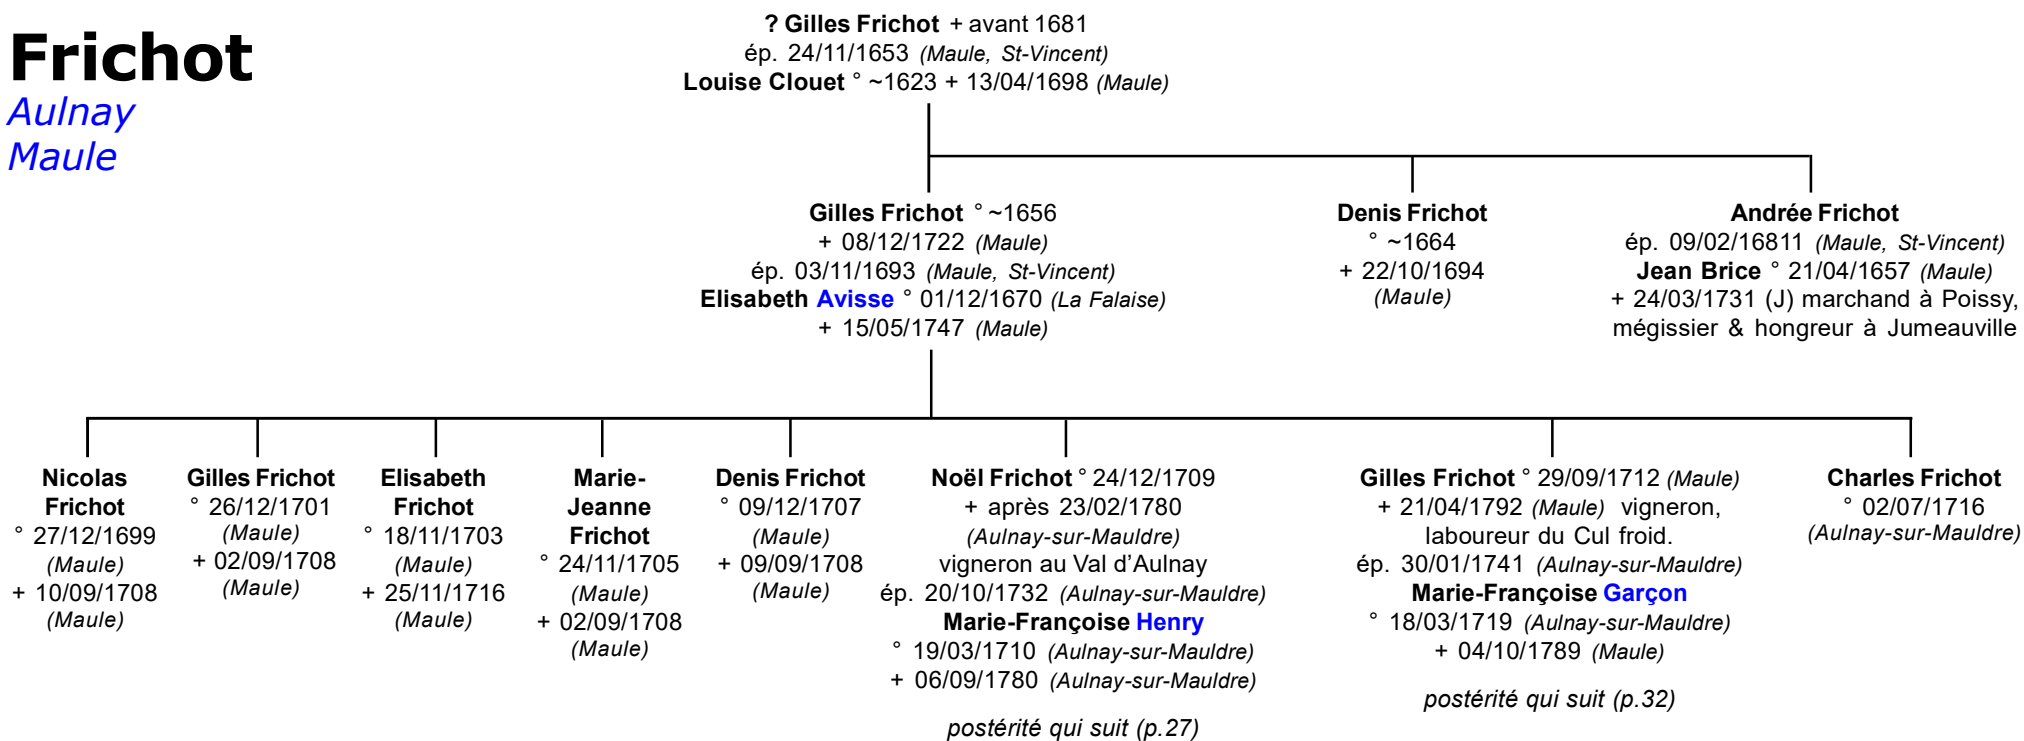 Frichot
Aulnay
Maule
? Gilles Frichot + avant 1681
ép. 24/11/1653 (Maule, St-Vincent)
Louise Clouet ° ~1623 + 13/04/1698 (Maule)
Gilles Frichot ° ~1656
+ 08/12/1722 (Maule)
ép. 03/11/1693 (Maule, St-Vincent)
Elisabeth Avisse ° 01/12/1670 (La Falaise)
+ 15/05/1747 (Maule)
Denis Frichot
° ~1664
+ 22/10/1694
(Maule)
Andrée Frichot
ép. 09/02/16811 (Maule, St-Vincent)
Jean Brice ° 21/04/1657 (Maule)
+ 24/03/1731 (J) marchand à Poissy,
mégissier & hongreur à Jumeauville
Nicolas
Frichot
° 27/12/1699
(Maule)
+ 10/09/1708
(Maule)
Gilles Frichot
° 26/12/1701
(Maule)
+ 02/09/1708
(Maule)
Elisabeth
Frichot
° 18/11/1703
(Maule)
+ 25/11/1716
(Maule)
Marie-
Jeanne
Frichot
° 24/11/1705
(Maule)
+ 02/09/1708
(Maule)
Denis Frichot
° 09/12/1707
(Maule)
+ 09/09/1708
(Maule)
Noël Frichot ° 24/12/1709
+ après 23/02/1780
(Aulnay-sur-Mauldre)
vigneron au Val d'Aulnay
ép. 20/10/1732 (Aulnay-sur-Mauldre)
Marie-Françoise Henry
° 19/03/1710 (Aulnay-sur-Mauldre)
+ 06/09/1780 (Aulnay-sur-Mauldre)
postérité qui suit (p.27)
Gilles Frichot ° 29/09/1712 (Maule)
+ 21/04/1792 (Maule) vigneron,
laboureur du Cul froid.
ép. 30/01/1741 (Aulnay-sur-Mauldre)
Marie-Françoise Garçon
° 18/03/1719 (Aulnay-sur-Mauldre)
+ 04/10/1789 (Maule)
postérité qui suit (p.32)
Charles Frichot
° 02/07/1716
(Aulnay-sur-Mauldre)